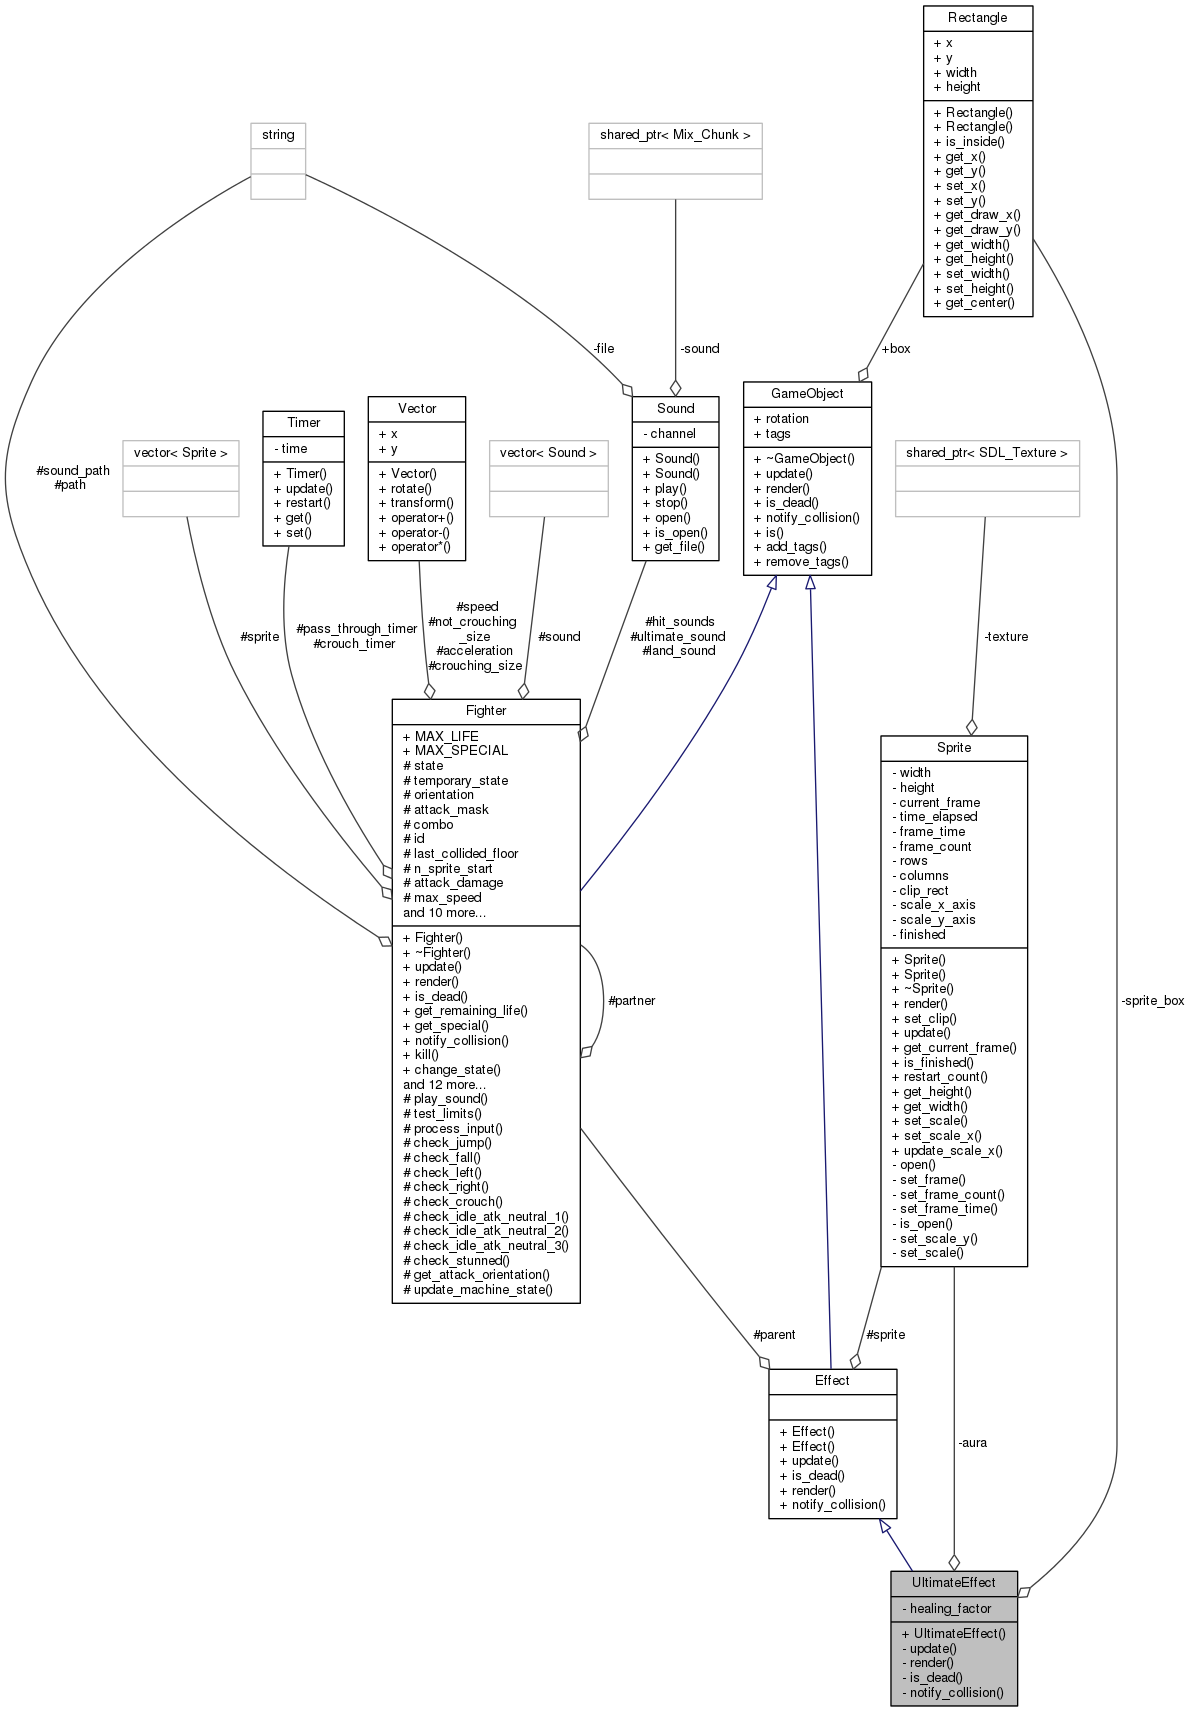 Rectangle
+ x
+ y
+ width
+ height
+ Rectangle()
+ Rectangle()
+ is_inside()
+ get_x()
+ get_y()
+ set_x()
+ set_y()
+ get_draw_x()
+ get_draw_y()
+ get_width()
+ get_height()
+ set_width()
+ set_height()
+ get_center()
string
shared_ptr< Mix_Chunk >
-file
-sound
+box
#sound_path
#path
vector< Sprite >
Timer
- time
+ Timer()
+ update()
+ restart()
+ get()
+ set()
Vector
+ x
+ y
+ Vector()
+ rotate()
+ transform()
+ operator+()
+ operator-()
+ operator*()
vector< Sound >
Sound
- channel
+ Sound()
+ Sound()
+ play()
+ stop()
+ open()
+ is_open()
+ get_file()
GameObject
+ rotation
+ tags
+ ~GameObject()
+ update()
+ render()
+ is_dead()
+ notify_collision()
+ is()
+ add_tags()
+ remove_tags()
shared_ptr< SDL_Texture >
#sprite
#pass_through_timer
#crouch_timer
#speed
#not_crouching
_size
#acceleration
#crouching_size
#sound
#hit_sounds
#ultimate_sound
#land_sound
-texture
Fighter
+ MAX_LIFE
+ MAX_SPECIAL
# state
# temporary_state
# orientation
# attack_mask
# combo
# id
# last_collided_floor
# n_sprite_start
# attack_damage
# max_speed
and 10 more...
+ Fighter()
+ ~Fighter()
+ update()
+ render()
+ is_dead()
+ get_remaining_life()
+ get_special()
+ notify_collision()
+ kill()
+ change_state()
and 12 more...
# play_sound()
# test_limits()
# process_input()
# check_jump()
# check_fall()
# check_left()
# check_right()
# check_crouch()
# check_idle_atk_neutral_1()
# check_idle_atk_neutral_2()
# check_idle_atk_neutral_3()
# check_stunned()
# get_attack_orientation()
# update_machine_state()
#partner
Sprite
- width
- height
- current_frame
- time_elapsed
- frame_time
- frame_count
- rows
- columns
- clip_rect
- scale_x_axis
- scale_y_axis
- finished
+ Sprite()
+ Sprite()
+ ~Sprite()
+ render()
+ set_clip()
+ update()
+ get_current_frame()
+ is_finished()
+ restart_count()
+ get_height()
+ get_width()
+ set_scale()
+ set_scale_x()
+ update_scale_x()
- open()
- set_frame()
- set_frame_count()
- set_frame_time()
- is_open()
- set_scale_y()
- set_scale()
-sprite_box
#parent
#sprite
Effect
+ Effect()
+ Effect()
+ update()
+ is_dead()
+ render()
+ notify_collision()
-aura
UltimateEffect
- healing_factor
+ UltimateEffect()
- update()
- render()
- is_dead()
- notify_collision()